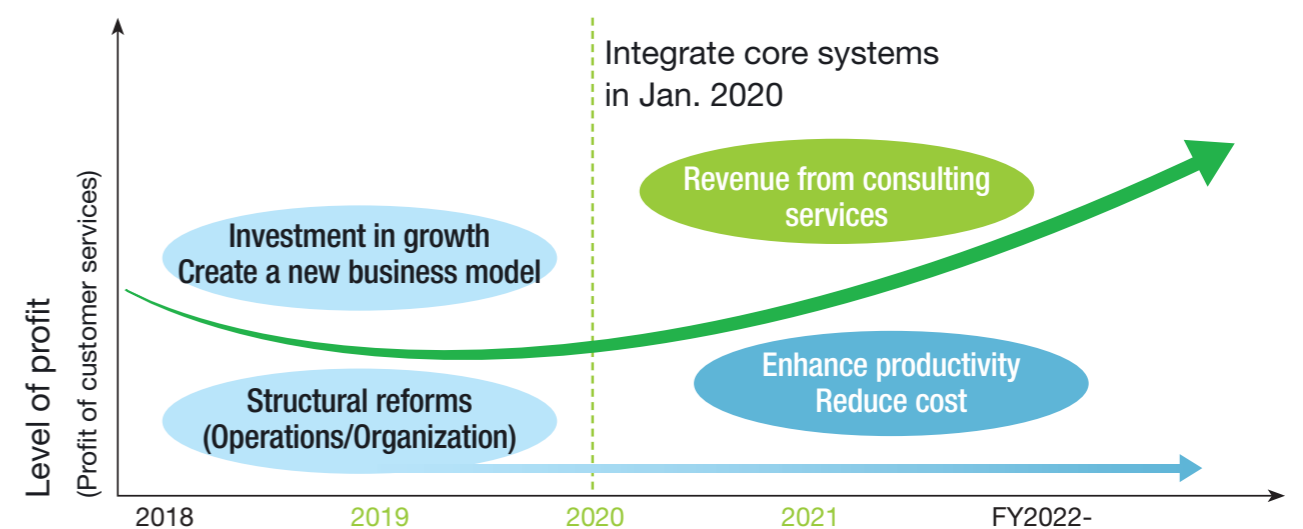 Integrate core systems
in Jan. 2020
Revenue from consulting
services
Investment in growth
Create a new business model
Enhance productivity
Reduce cost
Structural reforms
(Operations/Organization)
Level of profit
(Profit of customer services)
2018
2019
2020
2021
FY2022-